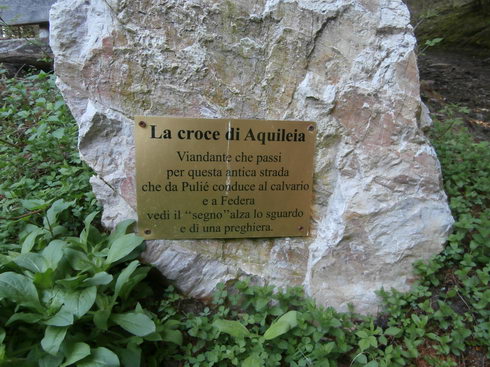 La croce di Aquileia
Viandante che passi
per questa antica strada
che da Pulié conduce al calvario
e a Federa
vedi il “segno”alza lo sguardo
e di una preghiera.